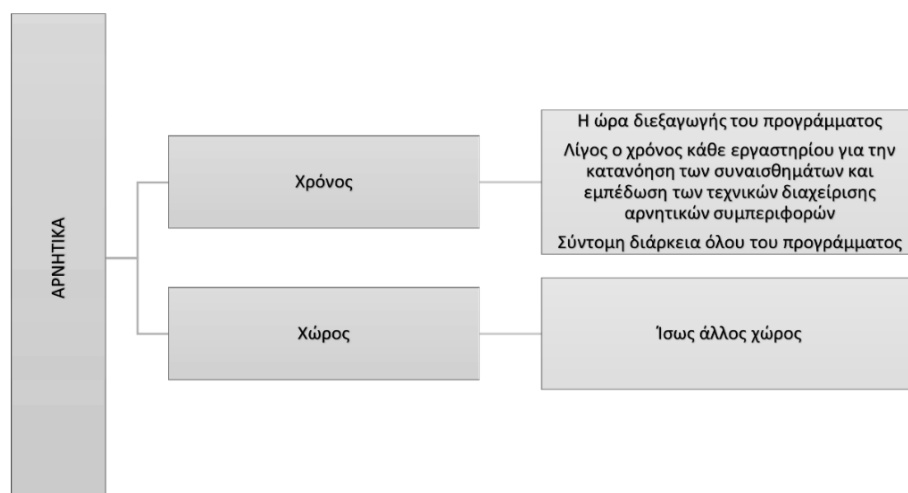 ΑΡΝΗΤΙΚΑ
Χρόνος
Η ώρα διεξαγωγής του προγράμματος
Λίγος ο χρόνος κάθε εργαστηρίου για την
κατανόηση των συναισθημάτων και
εμπέδωση των τεχνικών διαχείρισης
αρνητικών συμπεριφορών
Σύντομη διάρκεια όλου του προγράμματος
Χώρος
Ίσως άλλος χώρος